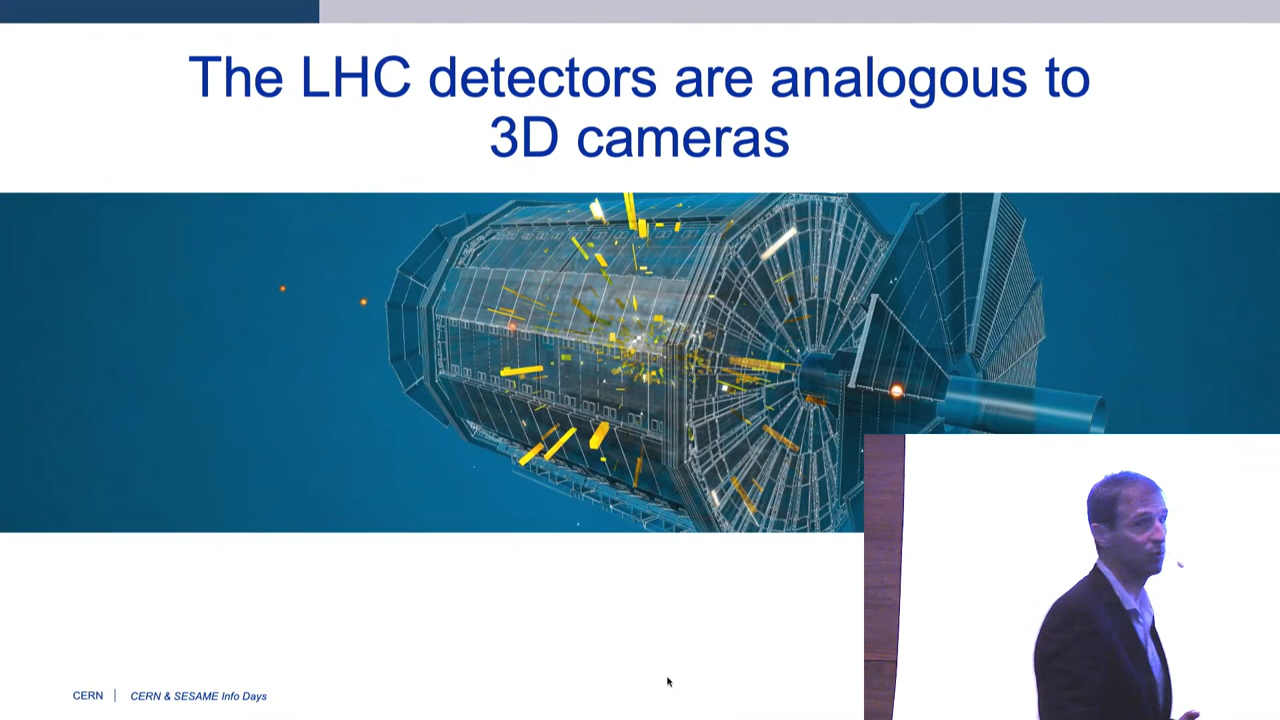 The LHC detectors are analogous to
3D cameras
CERN | CERN & SESAME Info Days